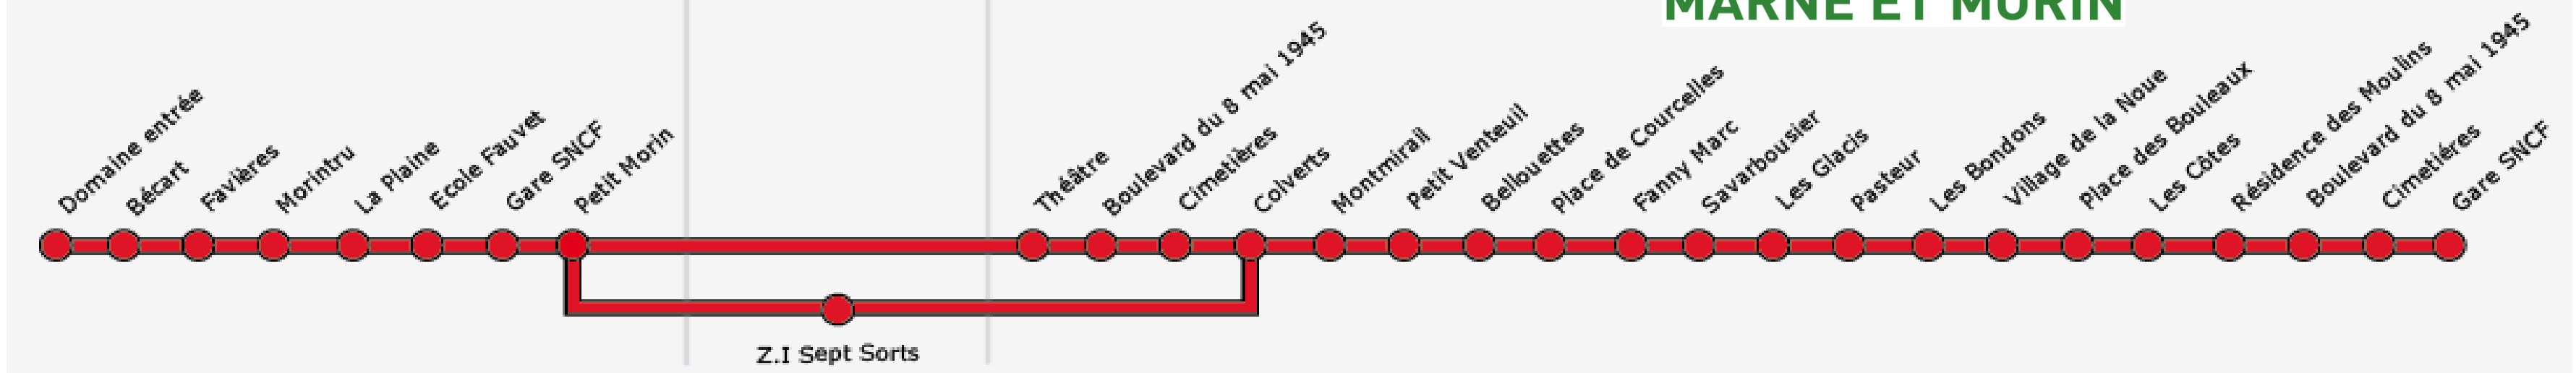 MARNE ET MORIN
Domaine entrée
Bécart
Favières
Morintru
La Plaine
Ecole Fauvet
Gare SNCF
Petit Morin
Théâtre
Boulevard du 8 mai 1945
Cimetières
Colverts
Montmirail
Petit Venteuil
Bellouettes
Place de Courcelles
Fanny Marc
Savarbousier
Les Glacis
Pasteur
Les Bondons
Village de la Noue
Place des Bouleaux
Les Côtes
Résidence des Moulins
Boulevard du 8 mai 1945
Cimetiéres
Gare SNCF
Z.I Sept Sorts